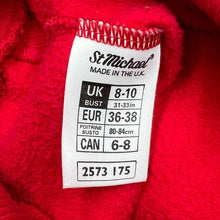 St Michael
MADE IN THE U.K.
UK 8-10
BUST 31-33in
EUR 36-38
POITRINE BUSTO 80-84cm
CAN 6-8
2573 175